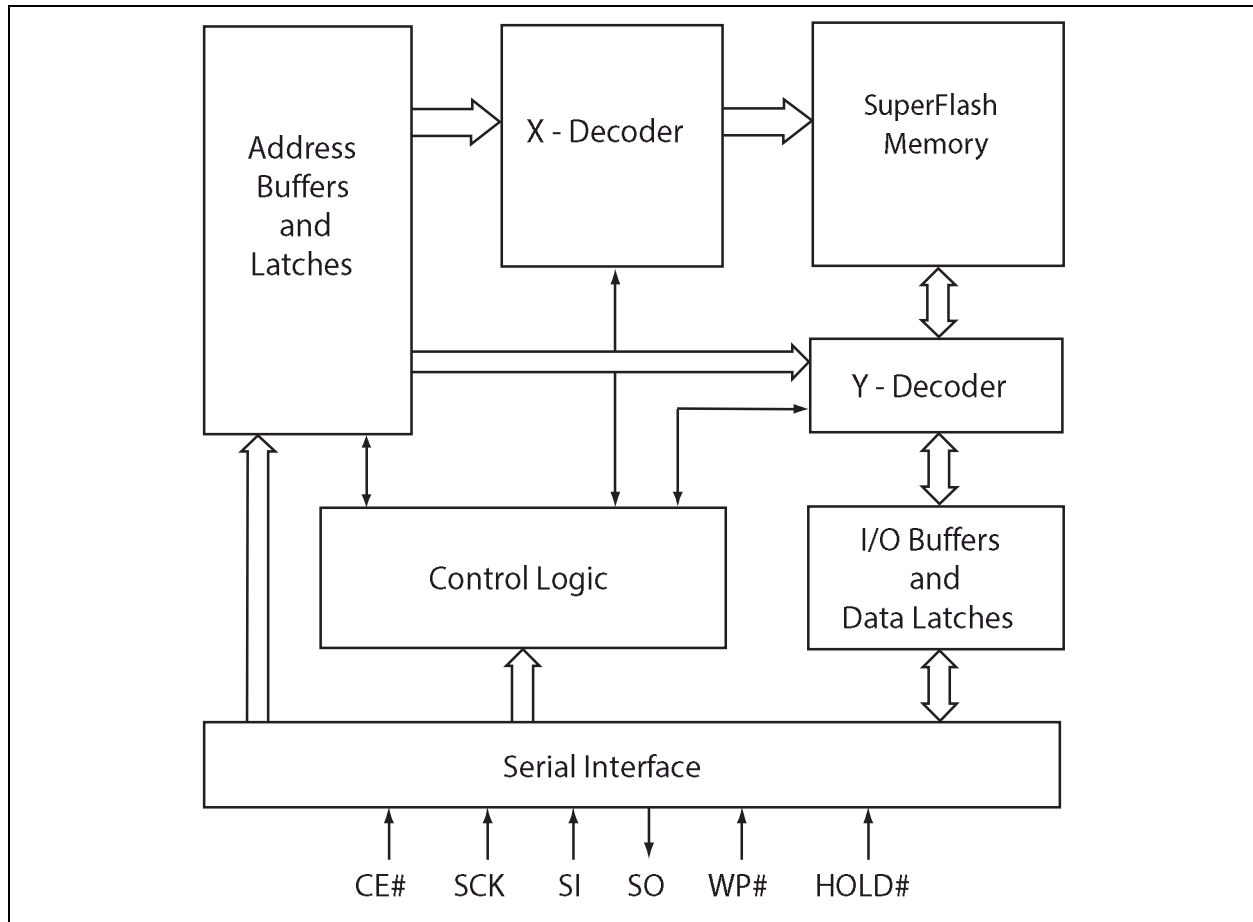 Address
Buffers
and
Latches
X - Decoder
SuperFlash
Memory
Y - Decoder
Control Logic
I/O Buffers
and
Data Latches
Serial Interface
CE# SCK SI SO WP# HOLD#